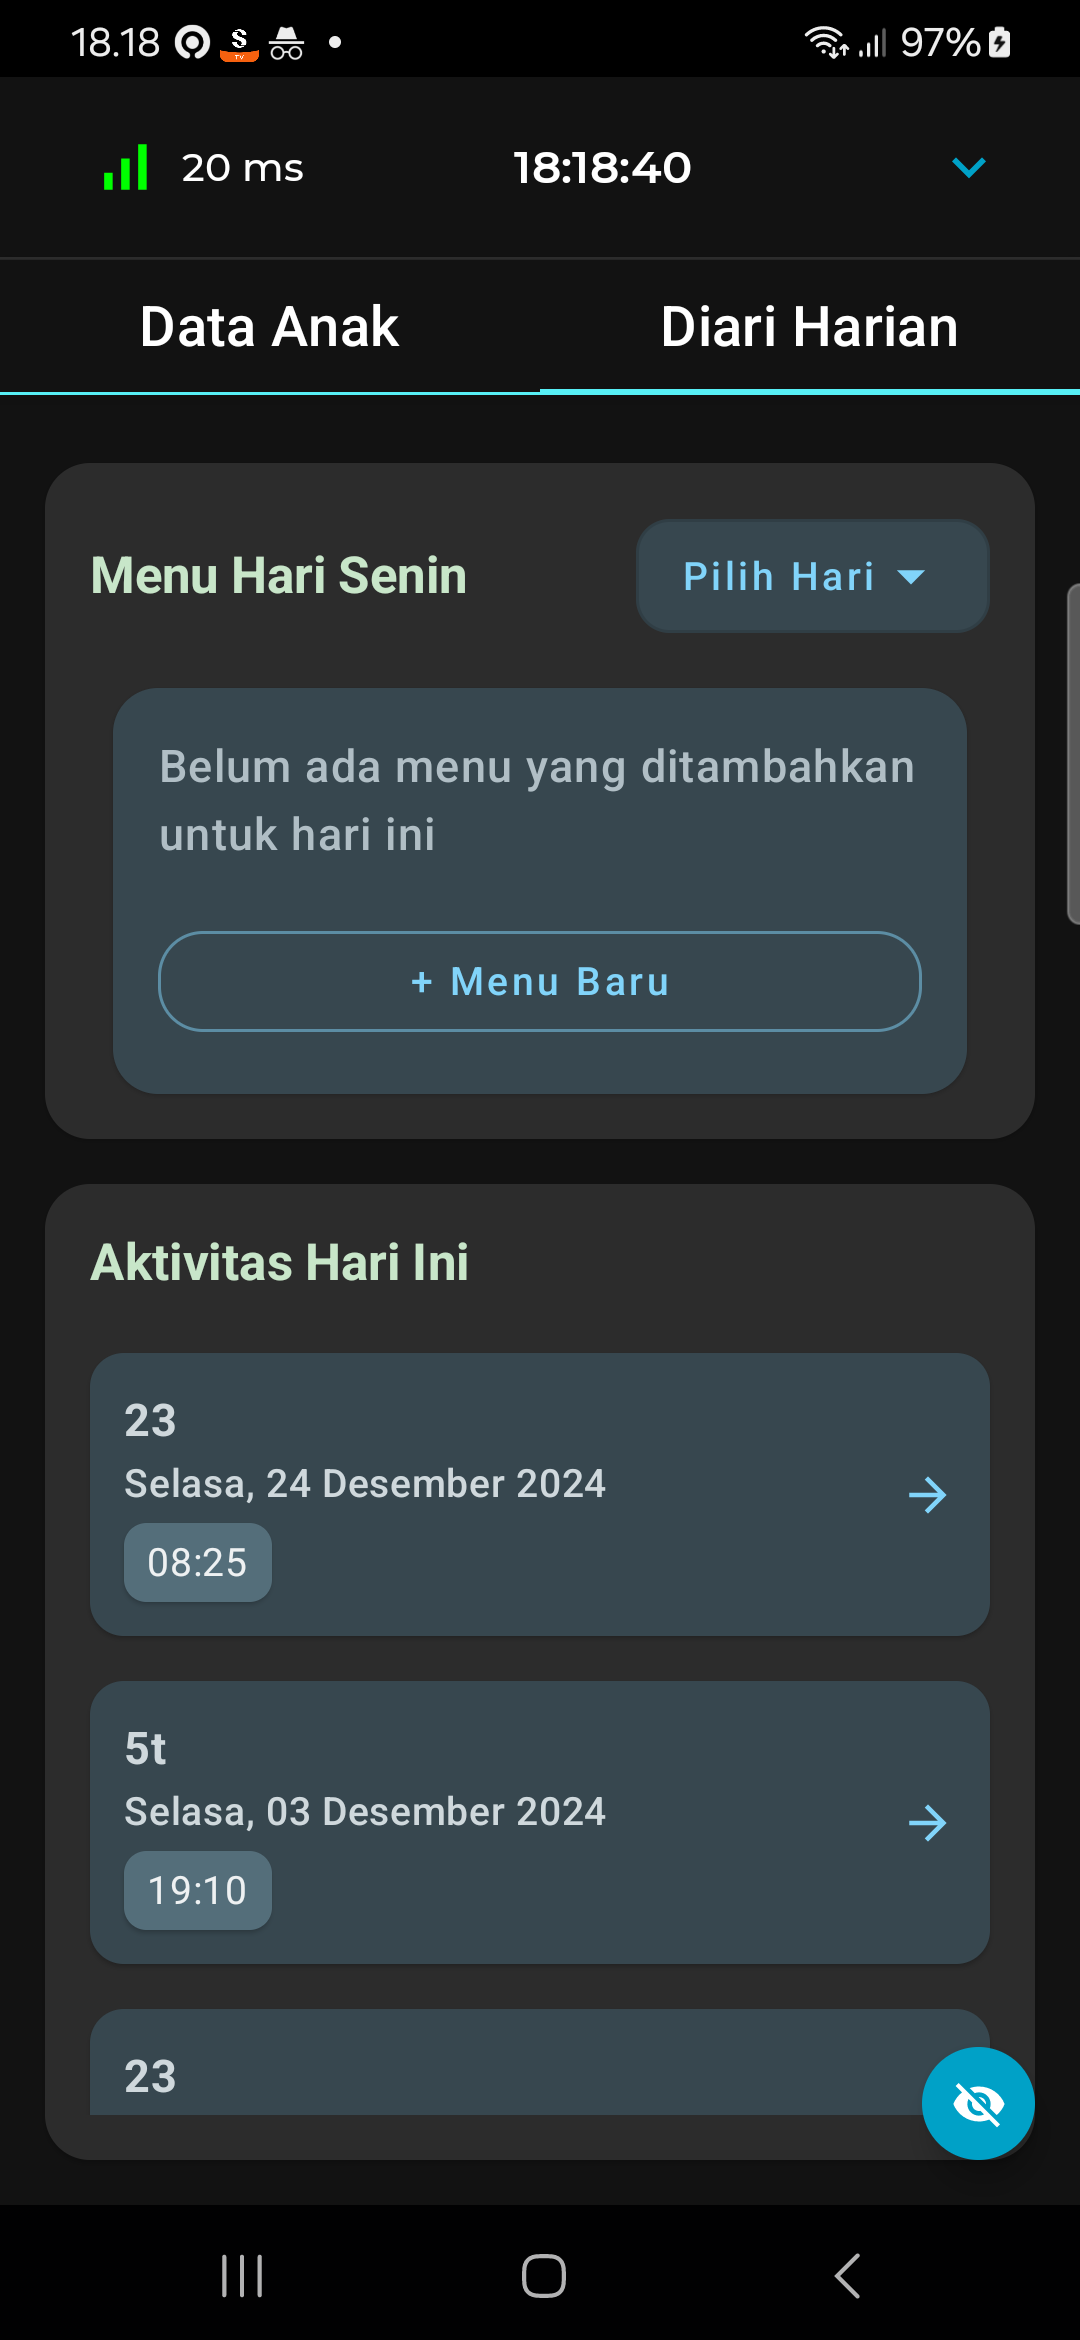 18.18
S
TV
97%
20 ms
18:18:40
Data Anak
Diari Harian
Menu Hari Senin
Pilih Hari
Belum ada menu yang ditambahkan
untuk hari ini
+ Menu Baru
Aktivitas Hari Ini
23
Selasa, 24 Desember 2024
08:25
5t
Selasa, 03 Desember 2024
19:10
23